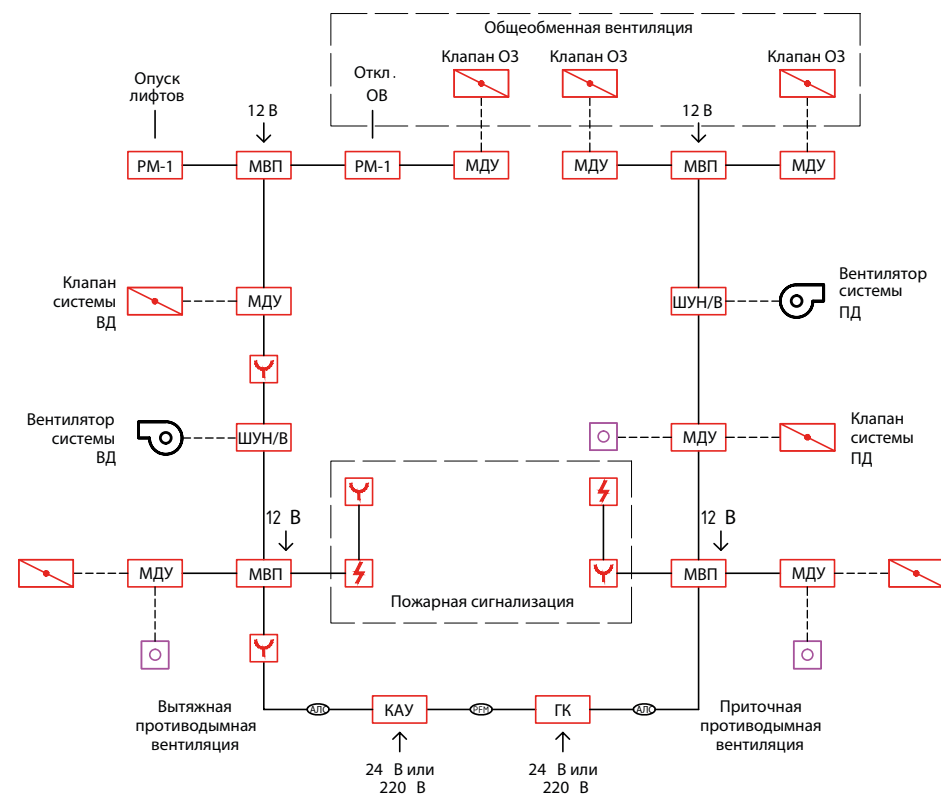 Общеобменная вентиляция
Клапан ОЗ
Клапан ОЗ
Клапан ОЗ
Опуск
лифтов
Откл.
ОВ
12 В
12 В
РМ-1
МВП
РМ-1
МДУ
МДУ
МВП
МДУ
Клапан
системы
ВД
МДУ
ШУН/В
Вентилятор
системы
ПД
Вентилятор
системы
ВД
ШУН/В
МДУ
Клапан
системы
ПД
12 В
12 В
МДУ
МВП
МВП
МДУ
Пожарная сигнализация
Вытяжная
противодымная
вентиляция
АЛС
КАУ
РFМ
ГК
АЛС
Приточная
противодымная
вентиляция
24 В или
220 В
24 В или
220 В